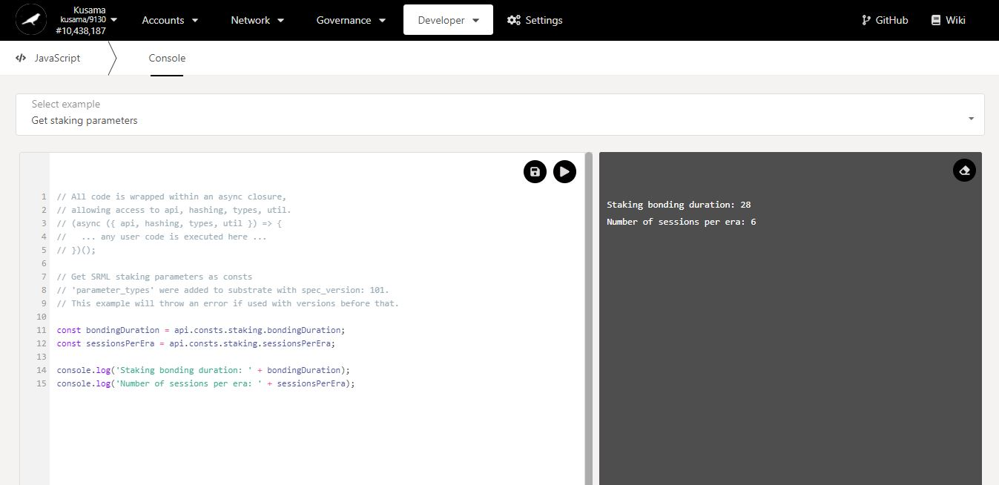 Kusama
kusama/9130
#10,438,187
Accounts
Network
Governance
Developer
Settings
GitHub
Wiki
JavaScript
Console
Select example
Get staking parameters
1 // All code is wrapped within an async closure,
2 // allowing access to api, hashing, types, util.
3 // (async ({ api, hashing, types, util }) => {
4 //   ... any user code is executed here ...
5 // })();
6
7 // Get SRML staking parameters as consts
8 // 'parameter_types' were added to substrate with spec_version: 101.
9 // This example will throw an error if used with versions before that.
10
11 const bondingDuration = api.consts.staking.bondingDuration;
12 const sessionsPerEra = api.consts.staking.sessionsPerEra;
13
14 console.log('Staking bonding duration: ' + bondingDuration);
15 console.log('Number of sessions per era: ' + sessionsPerEra);
Staking bonding duration: 28
Number of sessions per era: 6